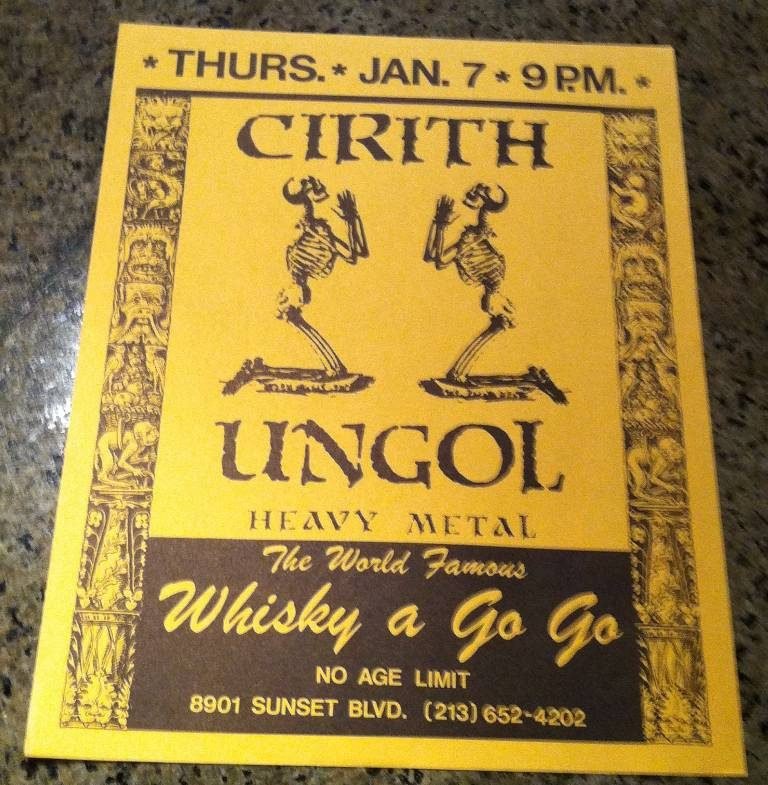 * THURS. * JAN. 7 * 9 P.M. *
CIRITH
UNGOL
HEAVY METAL
The World Famous
Whisky a Go Go
NO AGE LIMIT
8901 SUNSET BLVD. (213) 652-4202